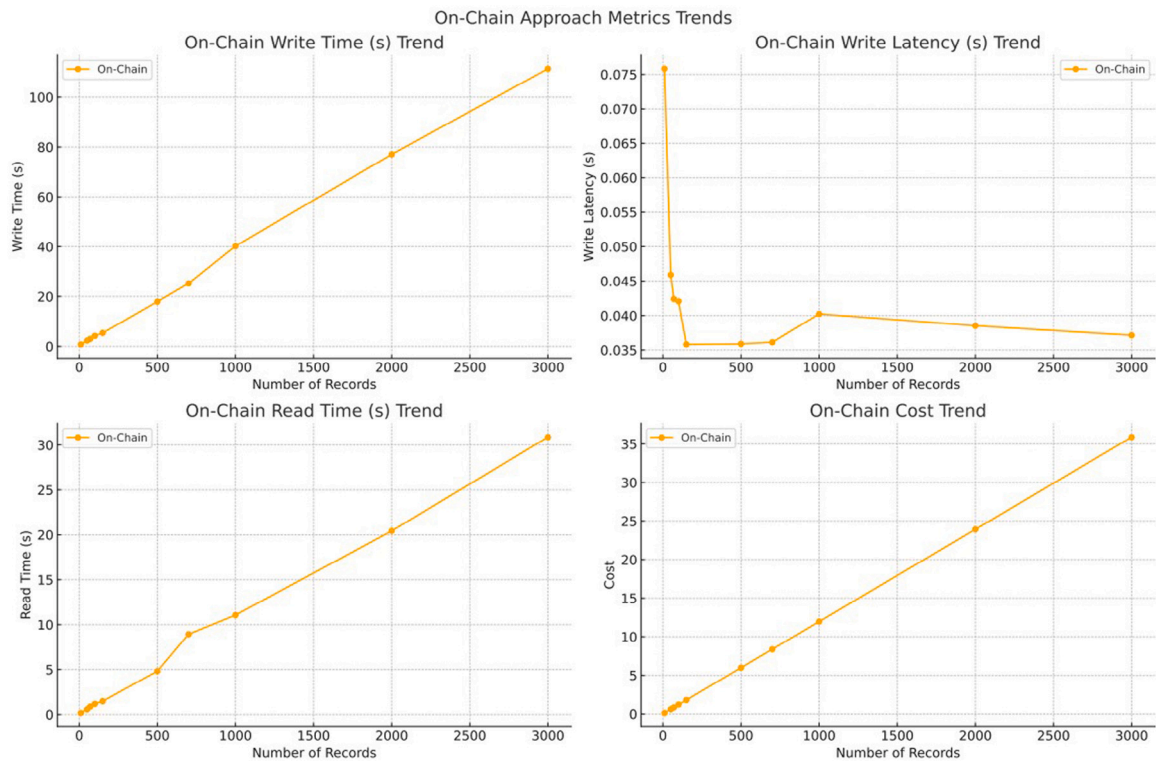 On-Chain Approach Metrics Trends
On-Chain Write Time (s) Trend
On-Chain
100
80
60
40
20
0
Write Time (s)
0 500 1000 1500 2000 2500 3000
Number of Records
On-Chain Write Latency (s) Trend
On-Chain
0.075
0.070
0.065
0.060
0.055
0.050
0.045
0.040
0.035
Write Latency (s)
0 500 1000 1500 2000 2500 3000
Number of Records
On-Chain Read Time (s) Trend
On-Chain
30
25
20
15
10
5
0
Read Time (s)
0 500 1000 1500 2000 2500 3000
Number of Records
On-Chain Cost Trend
On-Chain
35
30
25
20
15
10
5
0
Cost
0 500 1000 1500 2000 2500 3000
Number of Records